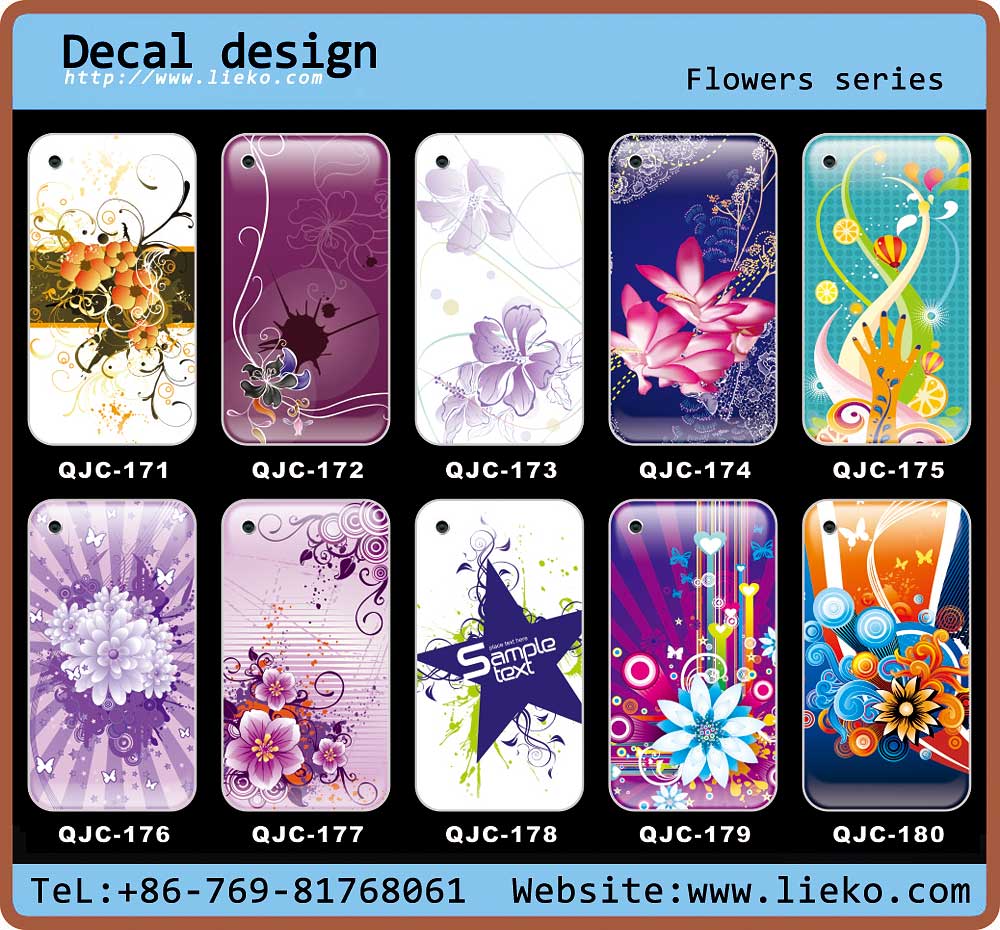 Decal design
http://www.lieko.com
Flowers series
QJC-171 QJC-172 QJC-173 QJC-174 QJC-175
place text here
Sample
text
QJC-176 QJC-177 QJC-178 QJC-179 QJC-180
TeL:+86-769-81768061 Website:www.lieko.com